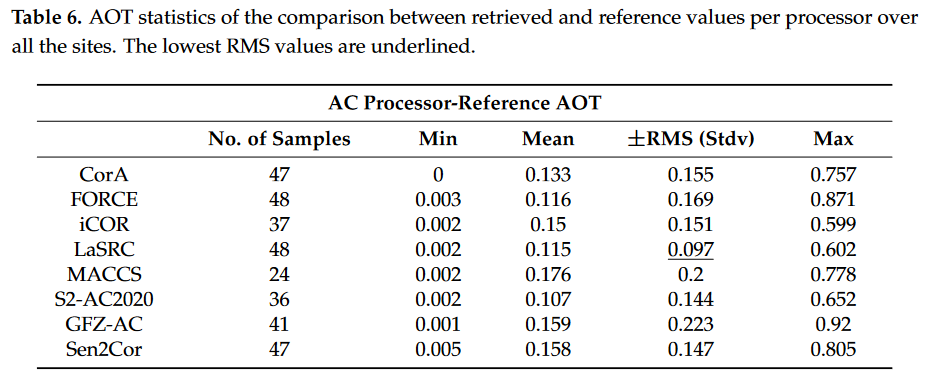 Table 6. AOT statistics of the comparison between retrieved and reference values per processor over
all the sites. The lowest RMS values are underlined.
AC Processor-Reference AOT
No. of Samples Min Mean ±RMS (Stdv) Max
CorA 47 0 0.133 0.155 0.757
FORCE 48 0.003 0.116 0.169 0.871
iCOR 37 0.002 0.15 0.151 0.599
LaSRC 48 0.002 0.115 0.097 0.602
MACCS 24 0.002 0.176 0.2 0.778
S2-AC2020 36 0.002 0.107 0.144 0.652
GFZ-AC 41 0.001 0.159 0.223 0.92
Sen2Cor 47 0.005 0.158 0.147 0.805